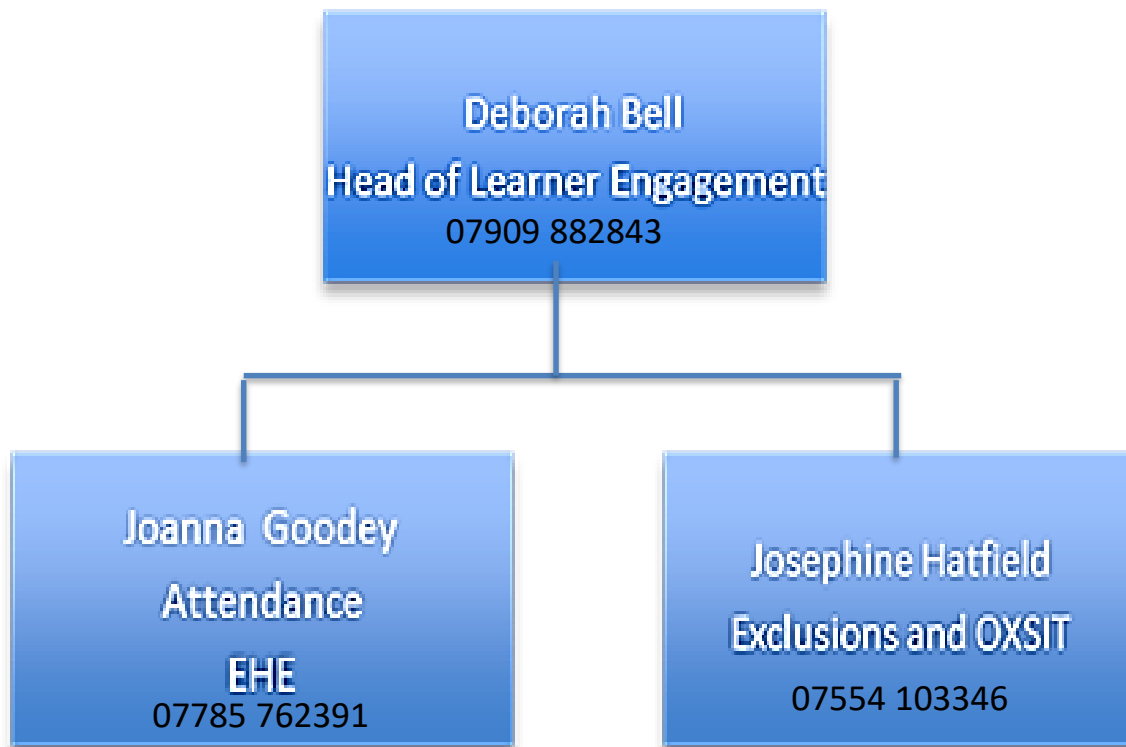 Deborah Bell
Head of Learner Engagement
07909 882843
Joanna Goodey
Attendance
EHE
07785 762391
Josephine Hatfield
Exclusions and OXSIT
07554 103346